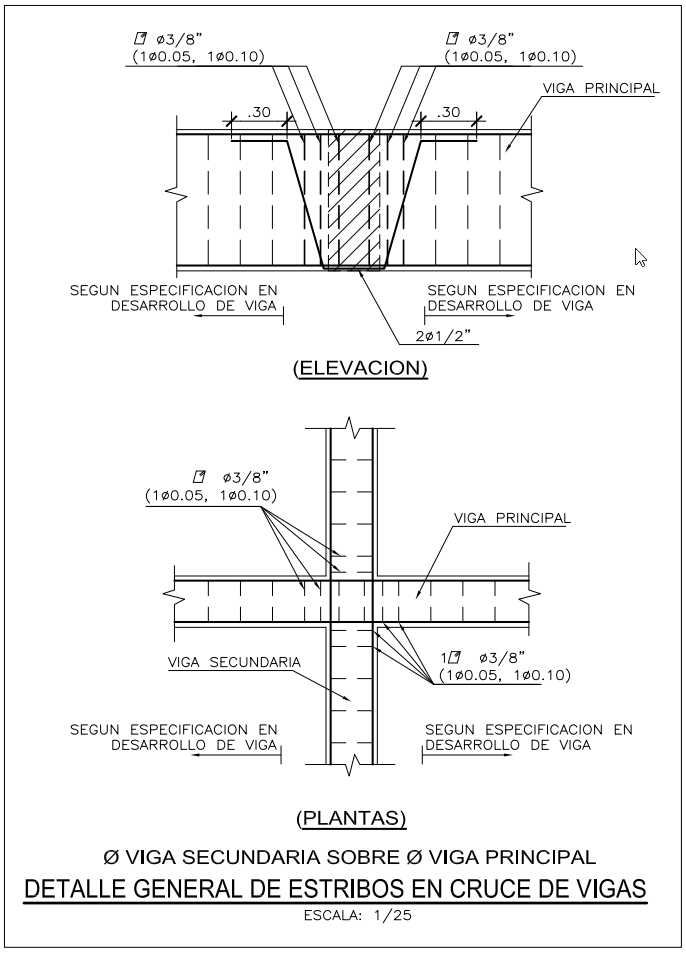 ø3/8” ø3/8”
(1ø0.05, 1ø0.10) (1ø0.05, 1ø0.10)
VIGA PRINCIPAL
.30 .30
SEGUN ESPECIFICACION EN
DESARROLLO DE VIGA
SEGUN ESPECIFICACION EN
DESARROLLO DE VIGA
2ø1/2”
(ELEVACION)
ø3/8”
(1ø0.05, 1ø0.10)
VIGA PRINCIPAL
VIGA SECUNDARIA
1 ø3/8”
(1ø0.05, 1ø0.10)
SEGUN ESPECIFICACION EN
DESARROLLO DE VIGA
SEGUN ESPECIFICACION EN
DESARROLLO DE VIGA
(PLANTAS)
Ø VIGA SECUNDARIA SOBRE Ø VIGA PRINCIPAL
DETALLE GENERAL DE ESTRIBOS EN CRUCE DE VIGAS
ESCALA: 1/25